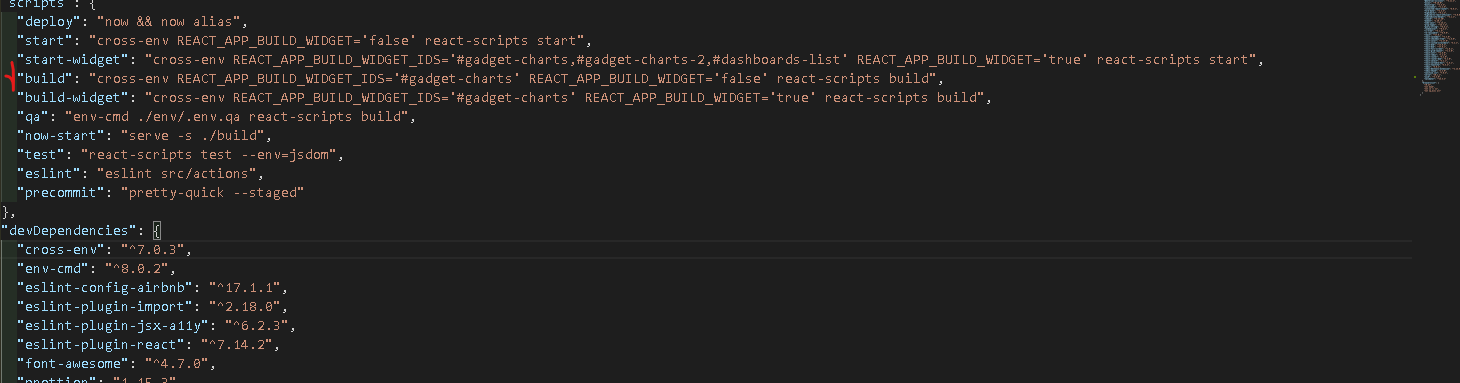 scripts : {
"deploy": "now && now alias",
"start": "cross-env REACT_APP_BUILD_WIDGET='false' react-scripts start",
"start-widget": "cross-env REACT_APP_BUILD_WIDGET_IDS='#gadget-charts,#gadget-charts-2,#dashboards-list' REACT_APP_BUILD_WIDGET='true' react-scripts start",
"build": "cross-env REACT_APP_BUILD_WIDGET_IDS='#gadget-charts' REACT_APP_BUILD_WIDGET='false' react-scripts build",
"build-widget": "cross-env REACT_APP_BUILD_WIDGET_IDS='#gadget-charts' REACT_APP_BUILD_WIDGET='true' react-scripts build",
"qa": "env-cmd ./env/.env.qa react-scripts build",
"now-start": "serve -s ./build",
"test": "react-scripts test --env=jsdom",
"eslint": "eslint src/actions",
"precommit": "pretty-quick --staged"
},
"devDependencies": {
"cross-env": "^7.0.3",
"env-cmd": "^8.0.2",
"eslint-config-airbnb": "^17.1.1",
"eslint-plugin-import": "^2.18.0",
"eslint-plugin-jsx-a11y": "^6.2.3",
"eslint-plugin-react": "^7.14.2",
"font-awesome": "^4.7.0",